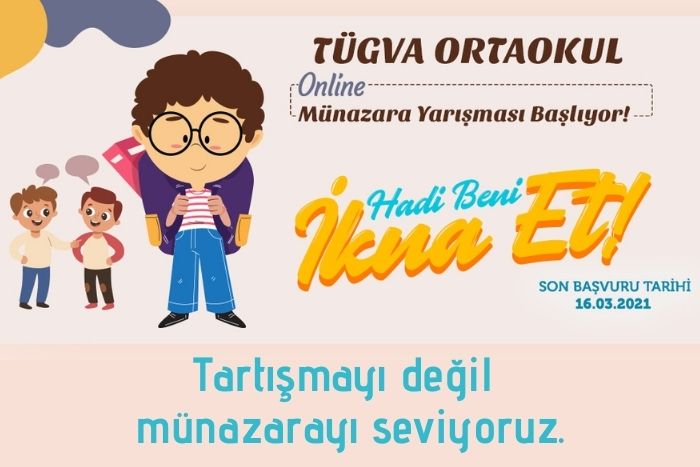 TÜGVA ORTAOKUL
Online
Münazara Yarışması Başlıyor!
Hadi Beni
İkna Et!
SON BAŞVURU TARİHİ
16.03.2021
Tartışmayı değil
münazarayı seviyoruz.